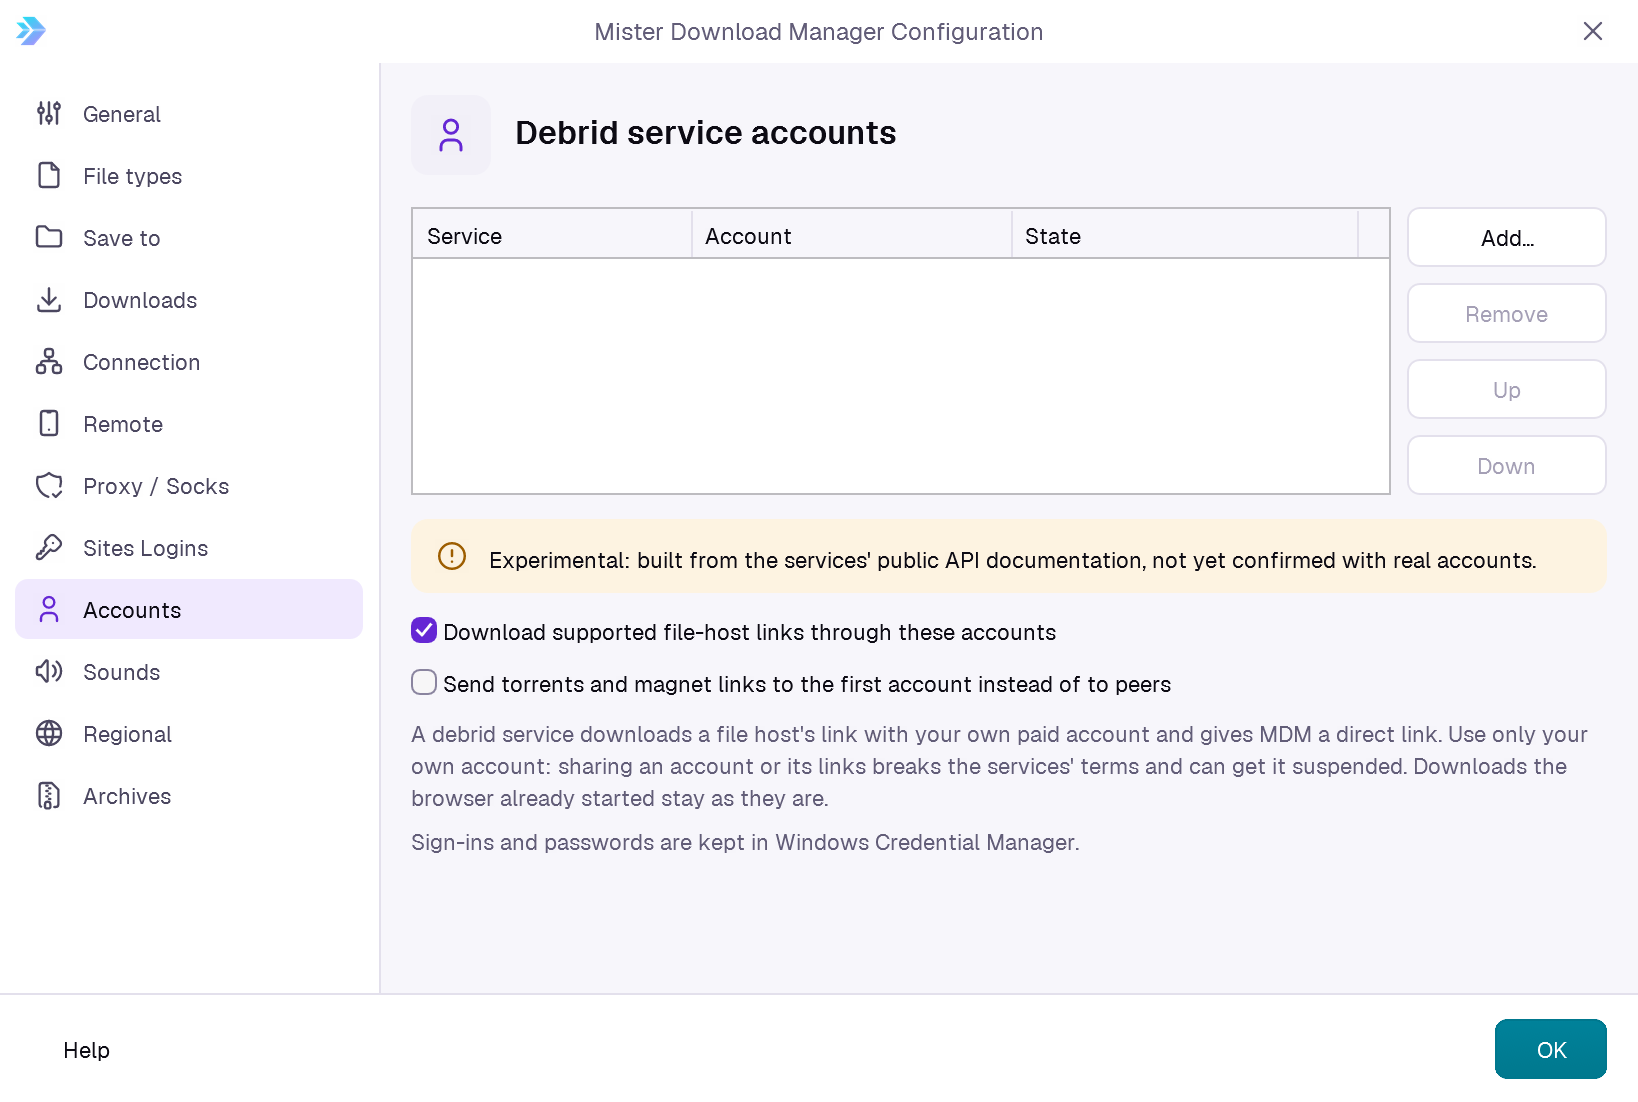 Mister Download Manager Configuration
General
File types
Save to
Downloads
Connection
Remote
Proxy / Socks
Sites Logins
Accounts
Sounds
Regional
Archives
Debrid service accounts
Service Account State
Add...
Remove
Up
Down
Experimental: built from the services' public API documentation, not yet confirmed with real accounts.
Download supported file-host links through these accounts
Send torrents and magnet links to the first account instead of to peers
A debrid service downloads a file host's link with your own paid account and gives MDM a direct link. Use only your
own account: sharing an account or its links breaks the services' terms and can get it suspended. Downloads the
browser already started stay as they are.
Sign-ins and passwords are kept in Windows Credential Manager.
Help
OK